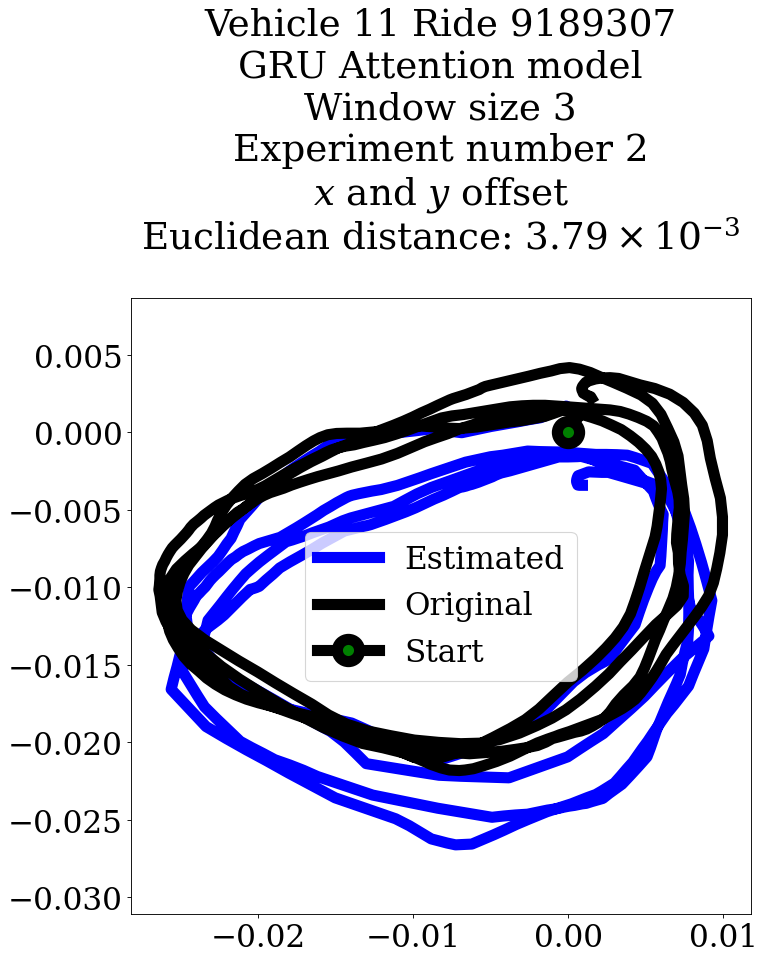 Vehicle 11 Ride 9189307
GRU Attention model
Window size 3
Experiment number 2
x and y offset
Euclidean distance: 3.79 × 10⁻³
0.005
0.000
−0.005
−0.010
−0.015
−0.020
−0.025
−0.030
Estimated
Original
Start
−0.02
−0.01
0.00
0.01